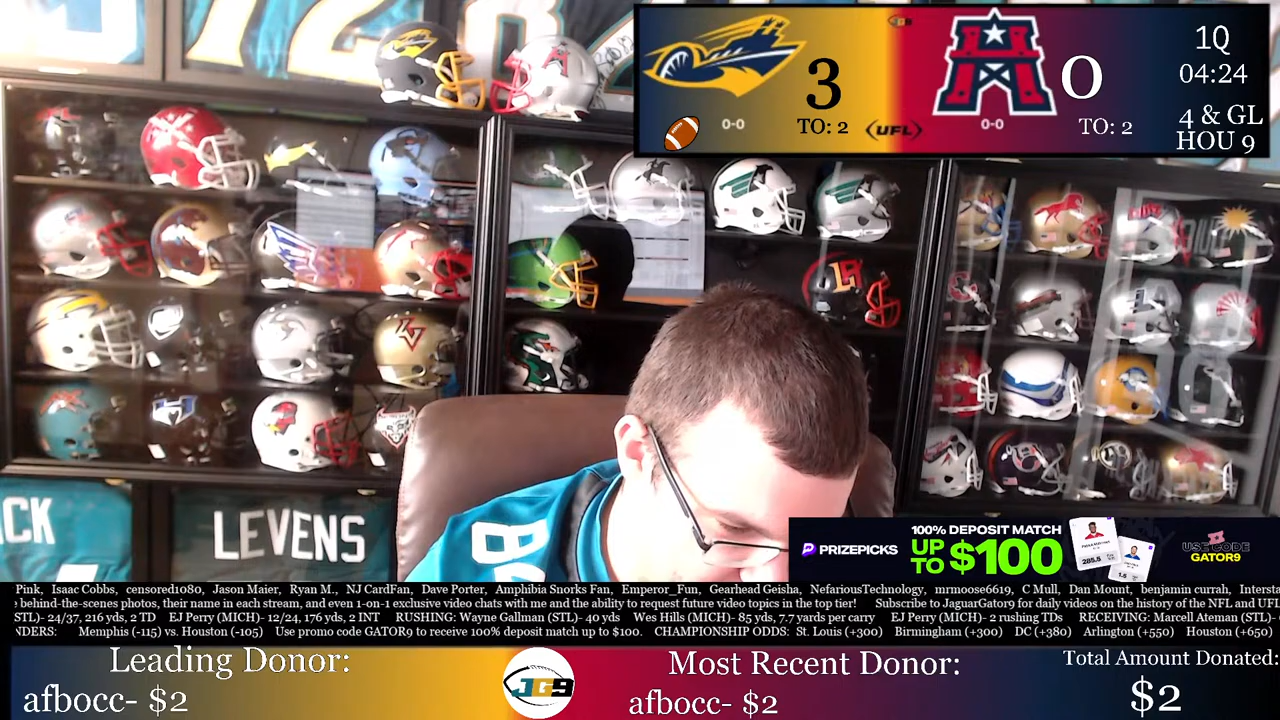 3
0
1Q
04:24
4 & GL
HOU 9
0-0
TO: 2
UFL
0-0
TO: 2
LEVENS
CK
PRIZEPICKS
100% DEPOSIT MATCH
UP TO $100
USE CODE
GATOR9
Pink, Isaac Cobbs, censored1080, Jason Maier, Ryan M., NJ CardFan, Dave Porter, Amphibia Snorks Fan, Emperor_Fun, Gearhead Geisha, NefariousTechnology, mrmoose6619, C Mull, Dan Mount, benjamin currah, Intersta
behind-the-scenes photos, their name in each stream, and even 1-on-1 exclusive video chats with me and the ability to request future video topics in the top tier! Subscribe to JaguarGator9 for daily videos on the history of the NFL and UFL
STL)- 24/37, 216 yds, 2 TD EJ Perry (MICH)- 12/24, 176 yds, 2 INT RUSHING: Wayne Gallman (STL)- 40 yds Wes Hills (MICH)- 85 yds, 7.7 yards per carry EJ Perry (MICH)- 2 rushing TDs RECEIVING: Marcell Ateman (STL)-
NDERS: Memphis (-115) vs. Houston (-105) Use promo code GATOR9 to receive 100% deposit match up to $100. CHAMPIONSHIP ODDS: St. Louis (+300) Birmingham (+300) DC (+380) Arlington (+550) Houston (+650)
Leading Donor:
afbocc- $2
JG9
Most Recent Donor:
afbocc- $2
Total Amount Donated:
$2